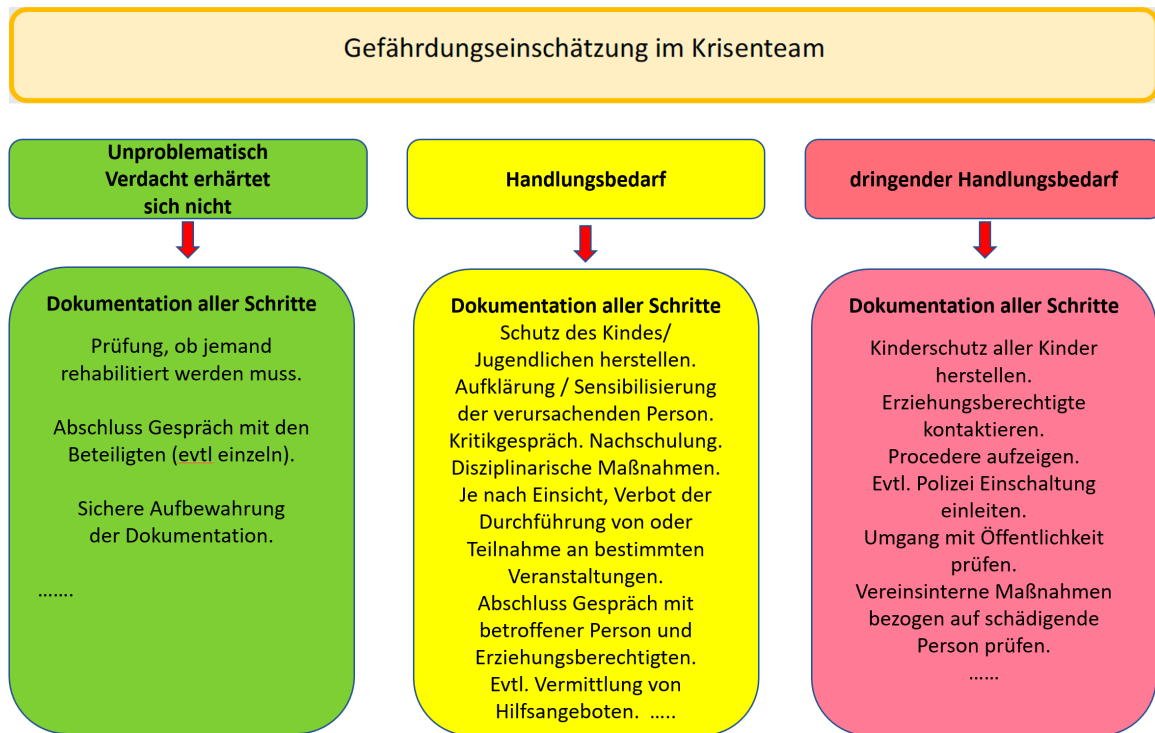 Gefährdungseinschätzung im Krisenteam
Unproblematisch
Verdacht erhärtet
sich nicht
Dokumentation aller Schritte
Prüfung, ob jemand
rehabilitiert werden muss.
Abschluss Gespräch mit den
Beteiligten (evtl einzeln).
Sichere Aufbewahrung
der Dokumentation.
…….
Handlungsbedarf
Dokumentation aller Schritte
Schutz des Kindes/
Jugendlichen herstellen.
Aufklärung / Sensibilisierung
der verursachenden Person.
Kritikgespräch. Nachschulung.
Disziplinarische Maßnahmen.
Je nach Einsicht, Verbot der
Durchführung von oder
Teilnahme an bestimmten
Veranstaltungen.
Abschluss Gespräch mit
betroffener Person und
Erziehungsberechtigten.
Evtl. Vermittlung von
Hilfsangeboten. …..
dringender Handlungsbedarf
Dokumentation aller Schritte
Kinderschutz aller Kinder
herstellen.
Erziehungsberechtigte
kontaktieren.
Procedere aufzeigen.
Evtl. Polizei Einschaltung
einleiten.
Umgang mit Öffentlichkeit
prüfen.
Vereinsinterne Maßnahmen
bezogen auf schädigende
Person prüfen.
……